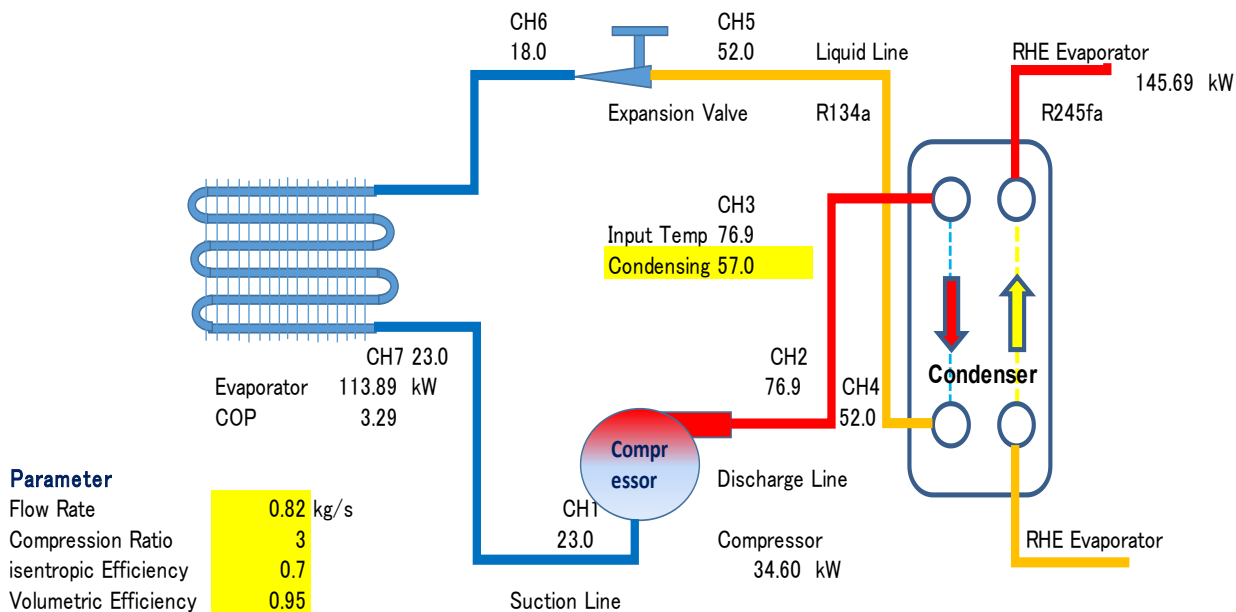 CH6
18.0
CH5
52.0
Liquid Line
RHE Evaporator
145.69 kW
Expansion Valve
R134a
R245fa
CH3
Input Temp 76.9
Condensing 57.0
CH7 23.0
Evaporator 113.89 kW
COP 3.29
CH2
76.9
CH4
52.0
Condenser
Compr
essor
Discharge Line
Parameter
Flow Rate 0.82 kg/s
Compression Ratio 3
isentropic Efficiency 0.7
Volumetric Efficiency 0.95
CH1
23.0
Compressor
34.60 kW
RHE Evaporator
Suction Line